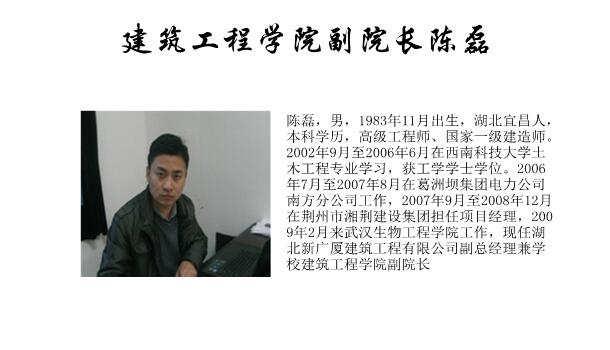 建筑工程学院副院长陈磊
陈磊，男，1983年11月出生，湖北宜昌人，
本科学历，高级工程师、国家一级建造师。
2002年9月至2006年6月在西南科技大学土
木工程专业学习，获工学学士学位。2006
年7月至2007年8月在葛洲坝集团电力公司
南方分公司工作，2007年9月至2008年12月
在荆州市湘荆建设集团担任项目经理，200
9年2月来武汉生物工程学院工作，现任湖
北新广厦建筑工程有限公司副总经理兼学
校建筑工程学院副院长